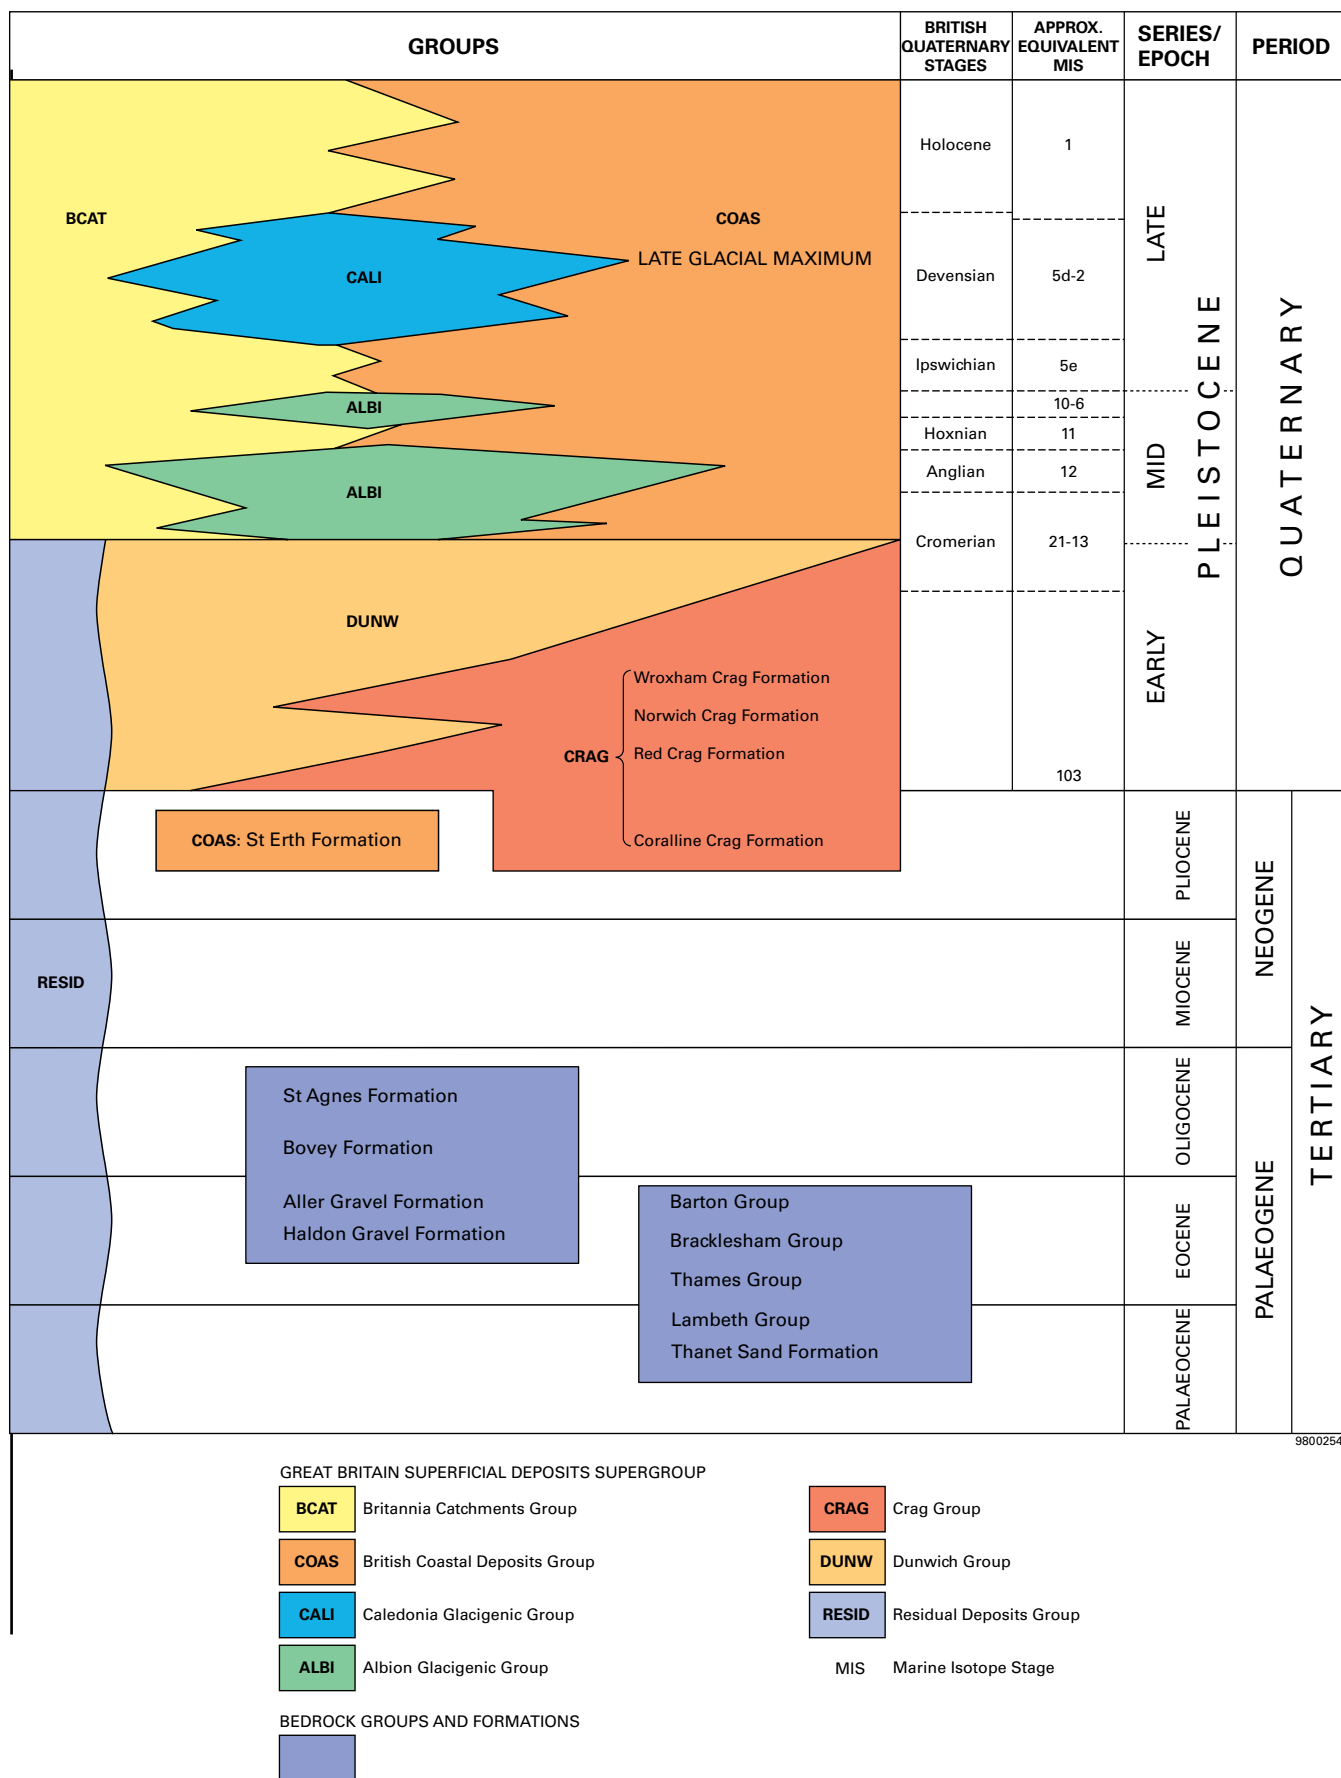 GROUPS
BRITISH
QUATERNARY
STAGES
APPROX.
EQUIVALENT
MIS
SERIES/
EPOCH
PERIOD
BCAT
COAS
LATE GLACIAL MAXIMUM
CALI
ALBI
ALBI
Holocene
1
Devensian
5d-2
Ipswichian
5e
10-6
Hoxnian
11
Anglian
12
Cromerian
21-13
103
LATE
MID
EARLY
PLEISTOCENE
QUATERNARY
DUNW
CRAG
Wroxham Crag Formation
Norwich Crag Formation
Red Crag Formation
Coralline Crag Formation
COAS: St Erth Formation
PLIOCENE
NEOGENE
RESID
MIOCENE
TERTIARY
St Agnes Formation
Bovey Formation
Aller Gravel Formation
Haldon Gravel Formation
OLIGOCENE
Barton Group
Bracklesham Group
Thames Group
Lambeth Group
Thanet Sand Formation
EOCENE
PALAEOGENE
PALAEOCENE
9800254
GREAT BRITAIN SUPERFICIAL DEPOSITS SUPERGROUP
BCAT Britannia Catchments Group
COAS British Coastal Deposits Group
CALI Caledonia Glacigenic Group
ALBI Albion Glacigenic Group
CRAG Crag Group
DUNW Dunwich Group
RESID Residual Deposits Group
MIS Marine Isotope Stage
BEDROCK GROUPS AND FORMATIONS